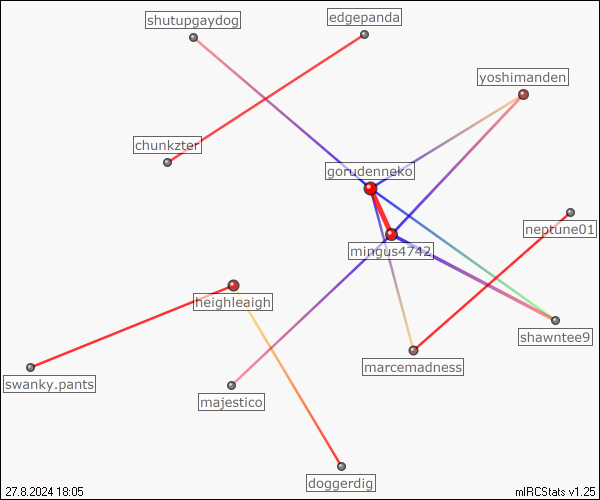 shutupgaydog
edgepanda
yoshimanden
chunkzter
gorudenneko
neptune01
mingus4742
heighleaigh
shawntee9
marcemadness
swanky.pants
majestico
doggerdig
27.8.2024 18:05
mIRCStats v1.25